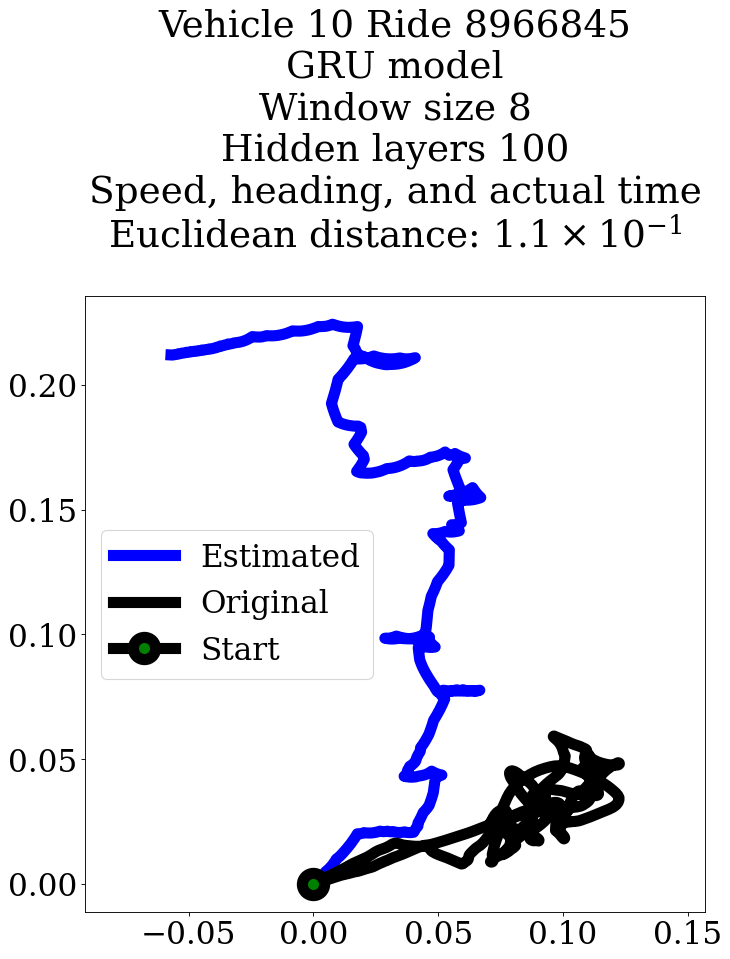 Vehicle 10 Ride 8966845
GRU model
Window size 8
Hidden layers 100
Speed, heading, and actual time
Euclidean distance: 1.1 × 10⁻¹
0.20
0.15
0.10
0.05
0.00
Estimated
Original
Start
−0.05 0.00 0.05 0.10 0.15